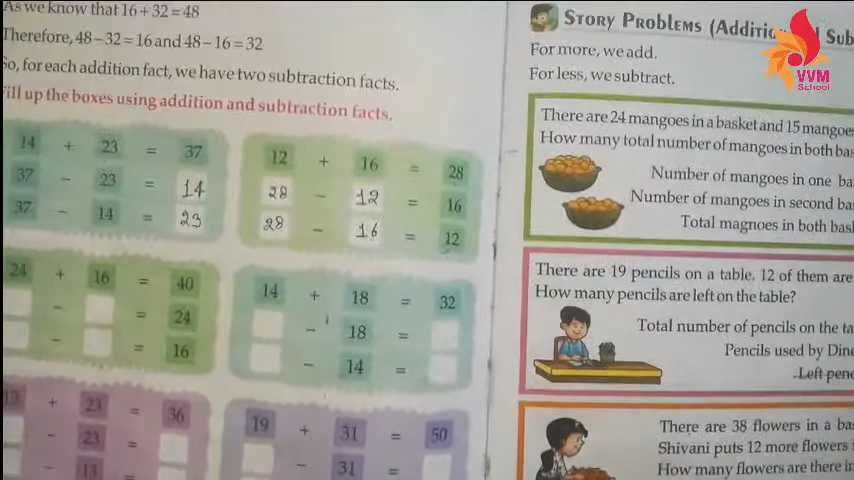 As we know that 16 + 32 = 48
Therefore, 48 – 32 = 16 and 48 – 16 = 32
So, for each addition fact, we have two subtraction facts.
Fill up the boxes using addition and subtraction facts.
14 + 23 = 37
37 – 23 = 14
37 – 14 = 23
12 + 16 = 28
28 – 12 = 16
28 – 16 = 12
24 + 16 = 40
– = 24
– = 16
14 + 18 = 32
– 18 =
– 14 =
13 + 23 = 36
– 23 =
– 13 =
19 + 31 = 50
– 31 =
STORY PROBLEMS (Additio Sub
For more, we add.
For less, we subtract.
There are 24 mangoes in a basket and 15 mangoe
How many total number of mangoes in both bas
Number of mangoes in one ba
Number of mangoes in second ba
Total magnoes in both bask
There are 19 pencils on a table. 12 of them are
How many pencils are left on the table?
Total number of pencils on the ta
Pencils used by Dine
Left penc
There are 38 flowers in a ba
Shivani puts 12 more flowers i
How many flowers are there in
VVM
School